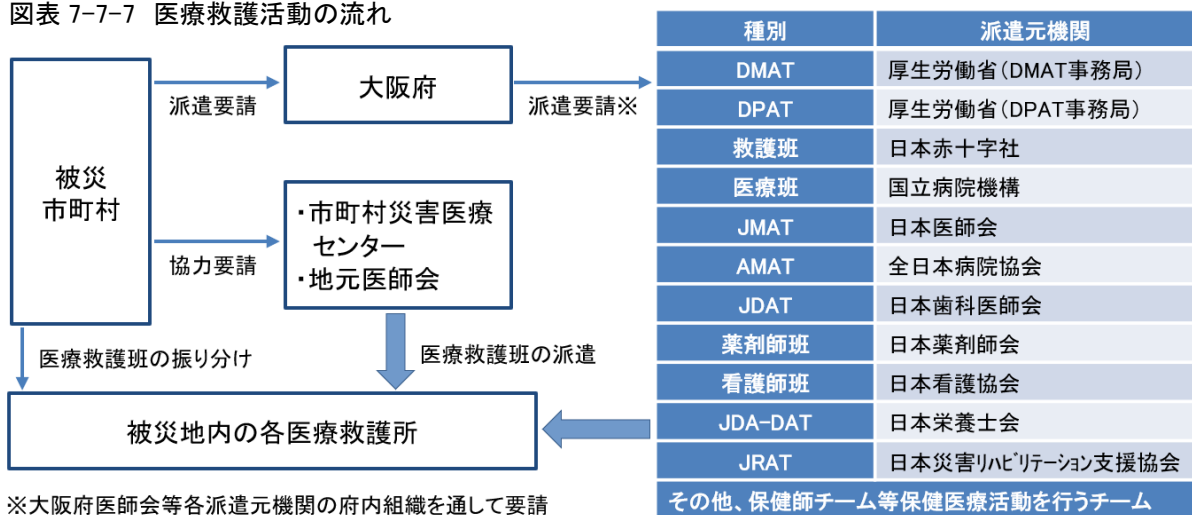 図表 7-7-7 医療救護活動の流れ
被災
市町村
派遣要請
大阪府
派遣要請※
協力要請
・市町村災害医療
センター
・地元医師会
医療救護班の振り分け
医療救護班の派遣
被災地内の各医療救護所
※大阪府医師会等各派遣元機関の府内組織を通して要請
種別 派遣元機関
DMAT 厚生労働省(DMAT事務局)
DPAT 厚生労働省(DPAT事務局)
救護班 日本赤十字社
医療班 国立病院機構
JMAT 日本医師会
AMAT 全日本病院協会
JDAT 日本歯科医師会
薬剤師班 日本薬剤師会
看護師班 日本看護協会
JDA-DAT 日本栄養士会
JRAT 日本災害ﾘﾊﾋﾞﾘﾃｰｼｮﾝ支援協会
その他、保健師チーム等保健医療活動を行うチーム